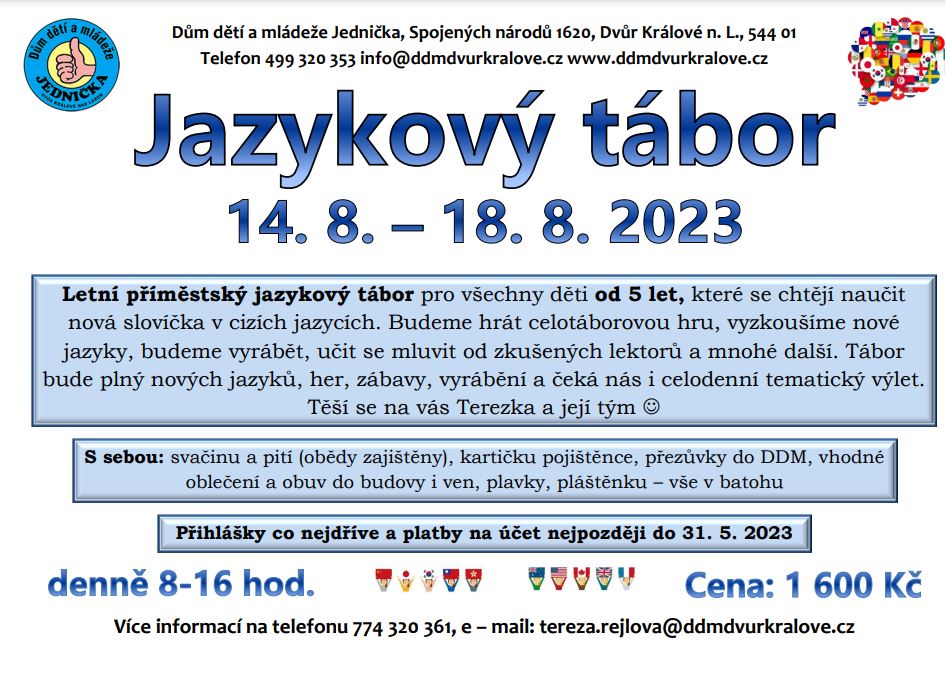 Dům dětí a mládeže
JEDNIČKA
DVŮR KRÁLOVÉ NAD LABEM
Dům dětí a mládeže Jednička, Spojených národů 1620, Dvůr Králové n. L., 544 01
Telefon 499 320 353 info@ddmdvurkralove.cz www.ddmdvurkralove.cz
Jazykový tábor
14. 8. – 18. 8. 2023
Letní příměstský jazykový tábor pro všechny děti od 5 let, které se chtějí naučit
nová slovíčka v cizích jazycích. Budeme hrát celotáborovou hru, vyzkoušíme nové
jazyky, budeme vyrábět, učit se mluvit od zkušených lektorů a mnohé další. Tábor
bude plný nových jazyků, her, zábavy, vyrábění a čeká nás i celodenní tematický výlet.
Těší se na vás Terezka a její tým ☺
S sebou: svačinu a pití (obědy zajištěny), kartičku pojištěnce, přezůvky do DDM, vhodné
oblečení a obuv do budovy i ven, plavky, pláštěnku – vše v batohu
Přihlášky co nejdříve a platby na účet nejpozději do 31. 5. 2023
denně 8-16 hod.
Cena: 1 600 Kč
Více informací na telefonu 774 320 361, e – mail: tereza.rejlova@ddmdvurkralove.cz